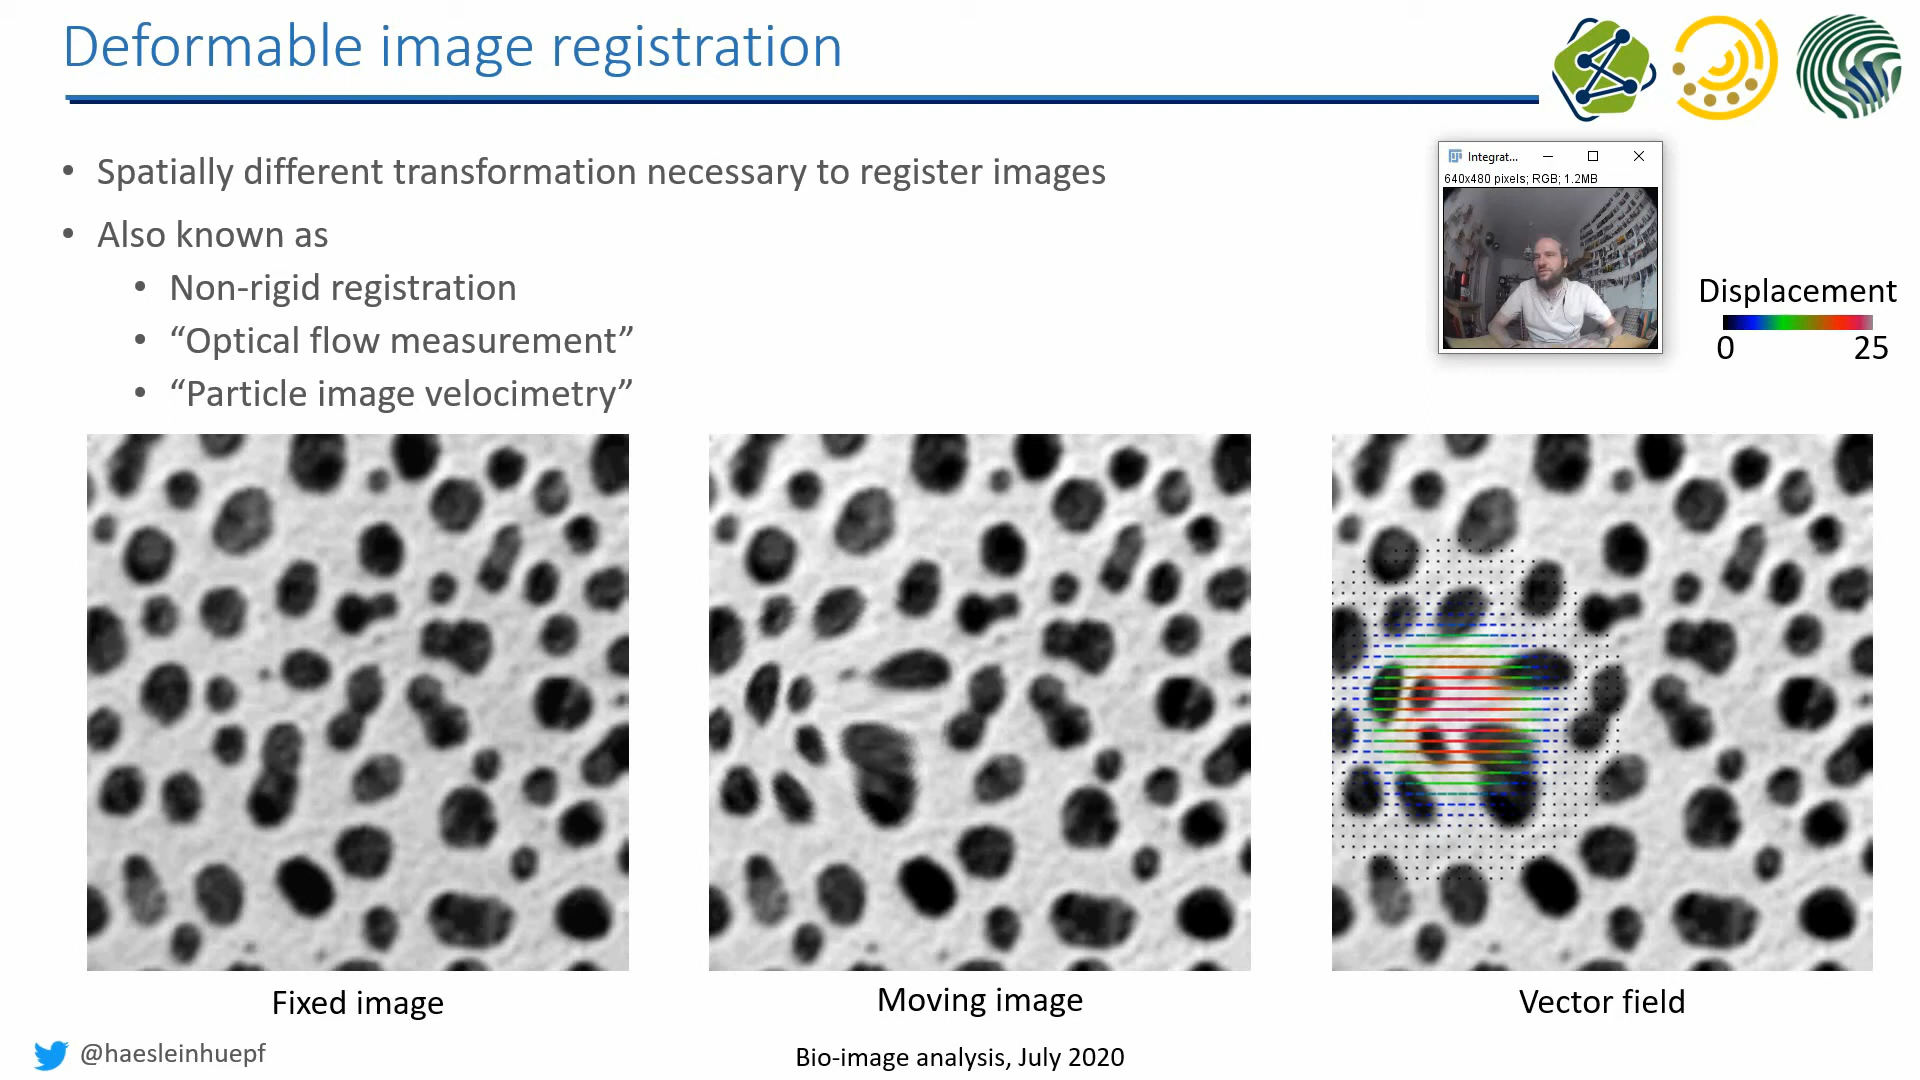 Deformable image registration
• Spatially different transformation necessary to register images
• Also known as
• Non-rigid registration
• “Optical flow measurement”
• “Particle image velocimetry”
Integrat...
640x480 pixels; RGB; 1.2MB
Displacement
0 25
Fixed image
Moving image
Vector field
@haesleinhuepf
Bio-image analysis, July 2020